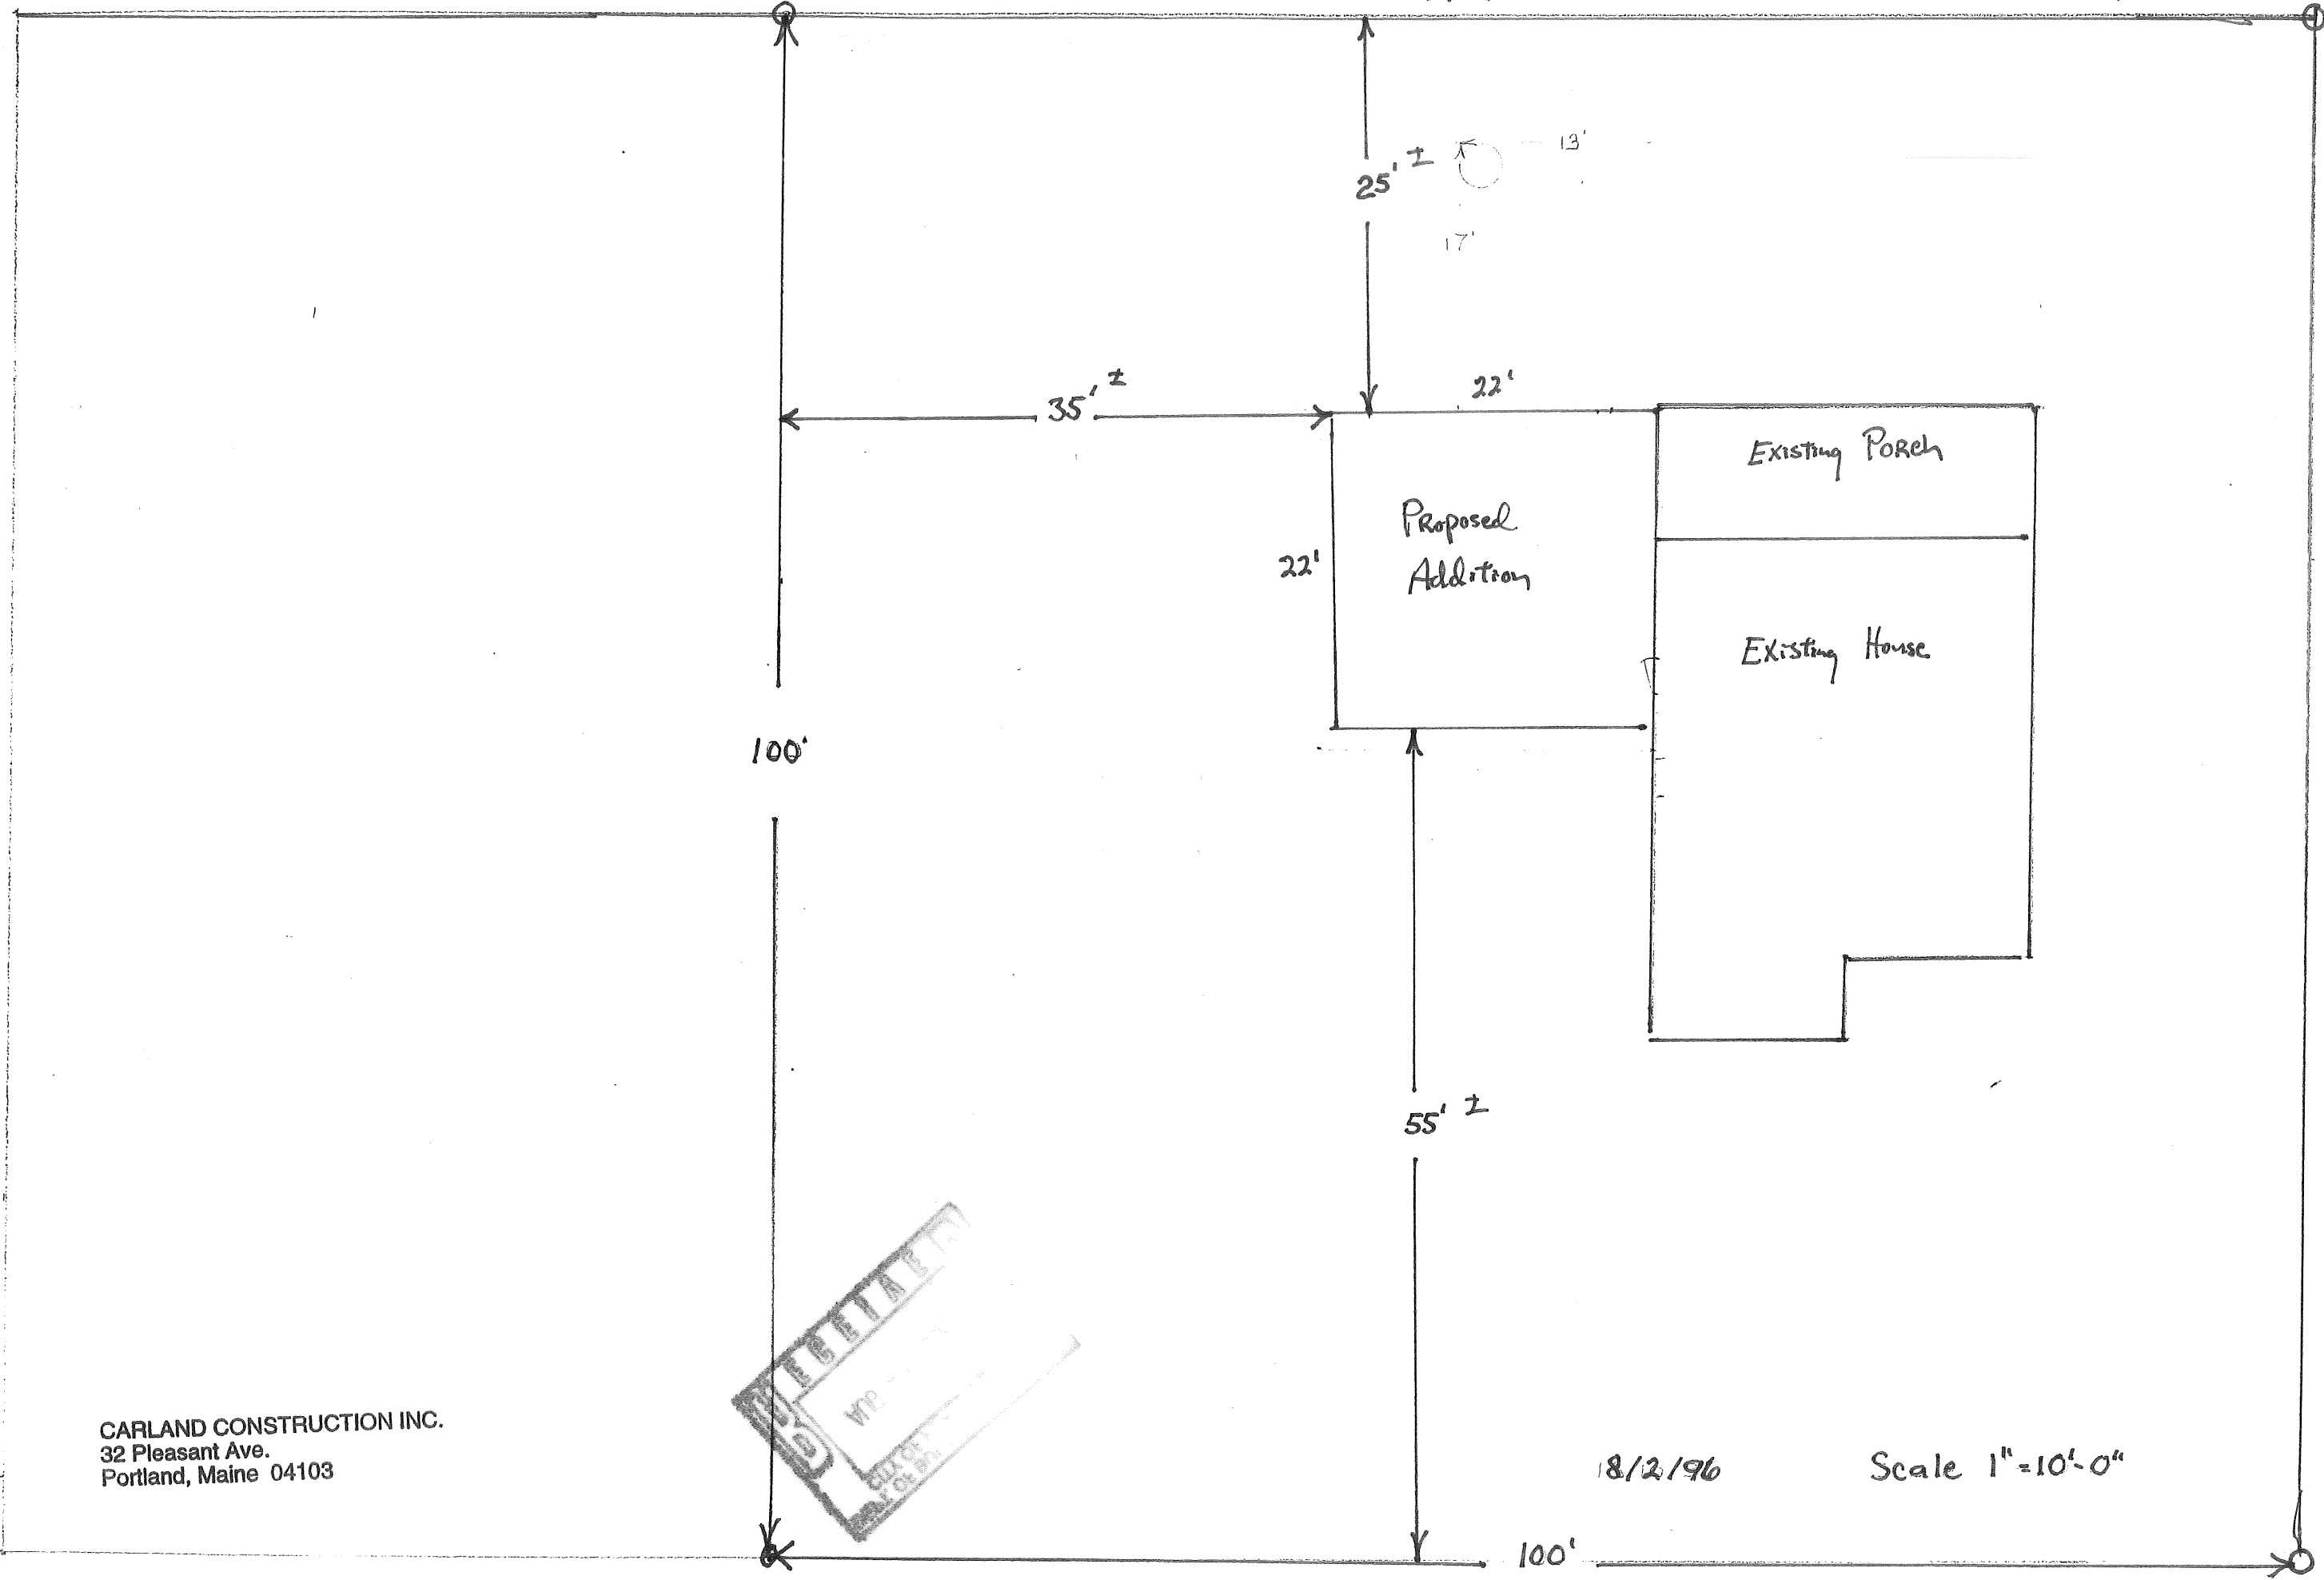 25' ±
13'
17'
35' ±
22'
Existing Porch
Proposed
Addition
22'
Existing House
100'
55' ±
RECEIVED
CARLAND CONSTRUCTION INC.
32 Pleasant Ave.
Portland, Maine 04103
8/2/96
Scale 1"=10'-0"
100'